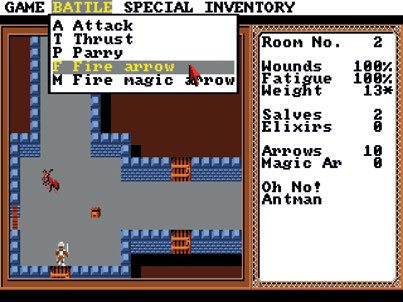 GAME BATTLE SPECIAL INVENTORY
A Attack
T Thrust
P Parry
F Fire arrow
M Fire magic arrow
Room No. 2
Wounds 100%
Fatigue 100%
Weight 13*
Salves 2
Elixirs 0
Arrows 10
Magic Ar 0
Oh No!
Antman